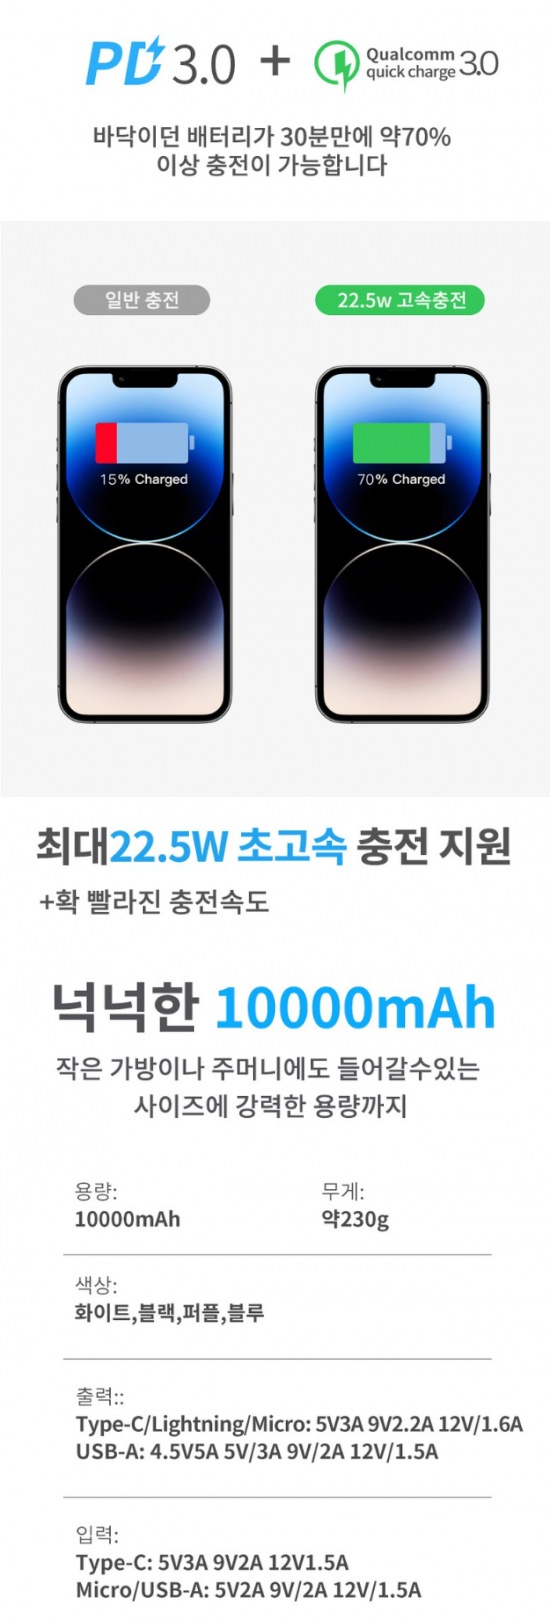 PD 3.0 + Qualcomm quick charge 3.0
바닥이던 배터리가 30분만에 약70%
이상 충전이 가능합니다
일반 충전
22.5w 고속충전
15% Charged
70% Charged
최대22.5W 초고속 충전 지원
+확 빨라진 충전속도
넉넉한 10000mAh
작은 가방이나 주머니에도 들어갈수있는
사이즈에 강력한 용량까지
용량:
10000mAh
무게:
약230g
색상:
화이트,블랙,퍼플,블루
출력::
Type-C/Lightning/Micro: 5V3A 9V2.2A 12V/1.6A
USB-A: 4.5V5A 5V/3A 9V/2A 12V/1.5A
입력:
Type-C: 5V3A 9V2A 12V1.5A
Micro/USB-A: 5V2A 9V/2A 12V/1.5A